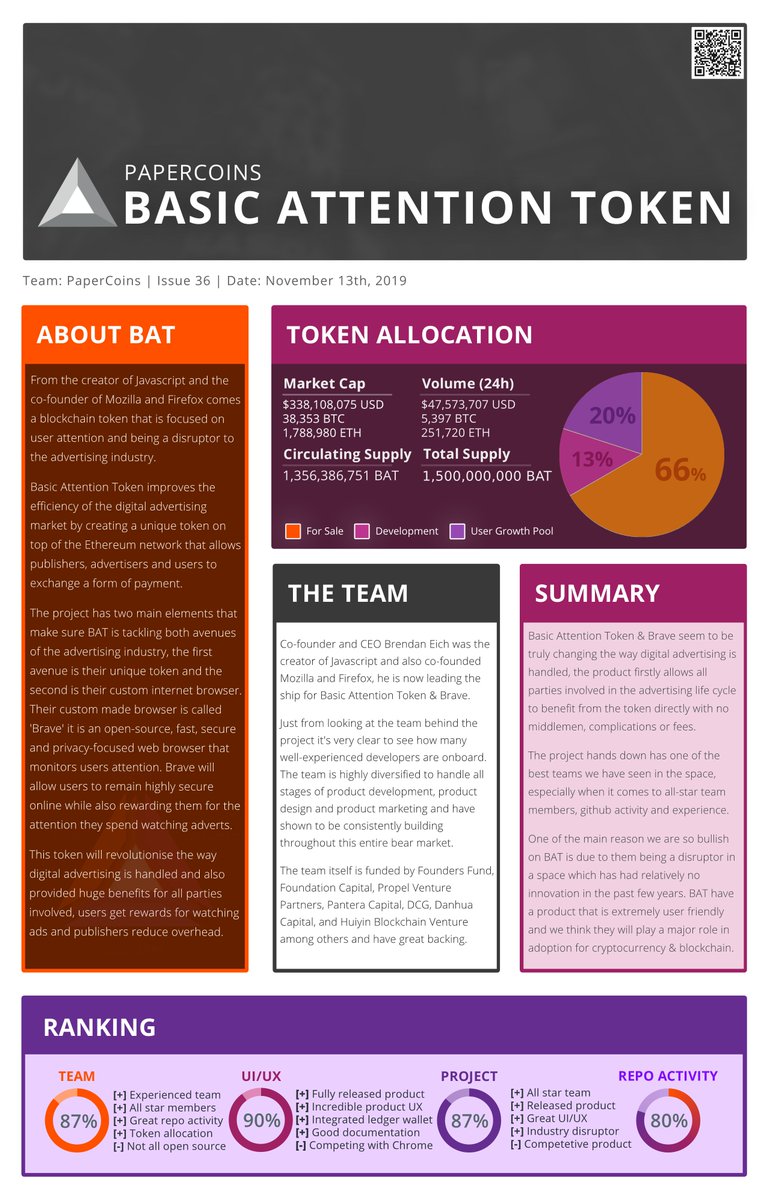 PAPERCOINS
BASIC ATTENTION TOKEN
Team: PaperCoins | Issue 36 | Date: November 13th, 2019
ABOUT BAT
From the creator of Javascript and the
co-founder of Mozilla and Firefox comes
a blockchain token that is focused on
user attention and being a disruptor to
the advertising industry.
Basic Attention Token improves the
efficiency of the digital advertising
market by creating a unique token on
top of the Ethereum network that allows
publishers, advertisers and users to
exchange a form of payment.
The project has two main elements that
make sure BAT is tackling both avenues
of the advertising industry, the first
avenue is their unique token and the
second is their custom internet browser.
Their custom made browser is called
'Brave' it is an open-source, fast, secure
and privacy-focused web browser that
monitors users attention. Brave will
allow users to remain highly secure
online while also rewarding them for the
attention they spend watching adverts.
This token will revolutionise the way
digital advertising is handled and also
provided huge benefits for all parties
involved, users get rewards for watching
ads and publishers reduce overhead.
TOKEN ALLOCATION
Market Cap
$338,108,075 USD
38,353 BTC
1,788,980 ETH
Volume (24h)
$47,573,707 USD
5,397 BTC
251,720 ETH
Circulating Supply
1,356,386,751 BAT
Total Supply
1,500,000,000 BAT
20%
13%
66%
For Sale
Development
User Growth Pool
THE TEAM
Co-founder and CEO Brendan Eich was the
creator of Javascript and also co-founded
Mozilla and Firefox, he is now leading the
ship for Basic Attention Token & Brave.
Just from looking at the team behind the
project it's very clear to see how many
well-experienced developers are onboard.
The team is highly diversified to handle all
stages of product development, product
design and product marketing and have
shown to be consistently building
throughout this entire bear market.
The team itself is funded by Founders Fund,
Foundation Capital, Propel Venture
Partners, Pantera Capital, DCG, Danhua
Capital, and Huiyin Blockchain Venture
among others and have great backing.
SUMMARY
Basic Attention Token & Brave seem to be
truly changing the way digital advertising is
handled, the product firstly allows all
parties involved in the advertising life cycle
to benefit from the token directly with no
middlemen, complications or fees.
The project hands down has one of the
best teams we have seen in the space,
especially when it comes to all-star team
members, github activity and experience.
One of the main reason we are so bullish
on BAT is due to them being a disruptor in
a space which has had relatively no
innovation in the past few years. BAT have
a product that is extremely user friendly
and we think they will play a major role in
adoption for cryptocurrency & blockchain.
RANKING
TEAM
87%
[+] Experienced team
[+] All star members
[+] Great repo activity
[+] Token allocation
[-] Not all open source
UI/UX
90%
[+] Fully released product
[+] Incredible product UX
[+] Integrated ledger wallet
[+] Good documentation
[-] Competing with Chrome
PROJECT
87%
[+] All star team
[+] Released product
[+] Great UI/UX
[+] Industry disruptor
[-] Competetive product
REPO ACTIVITY
80%